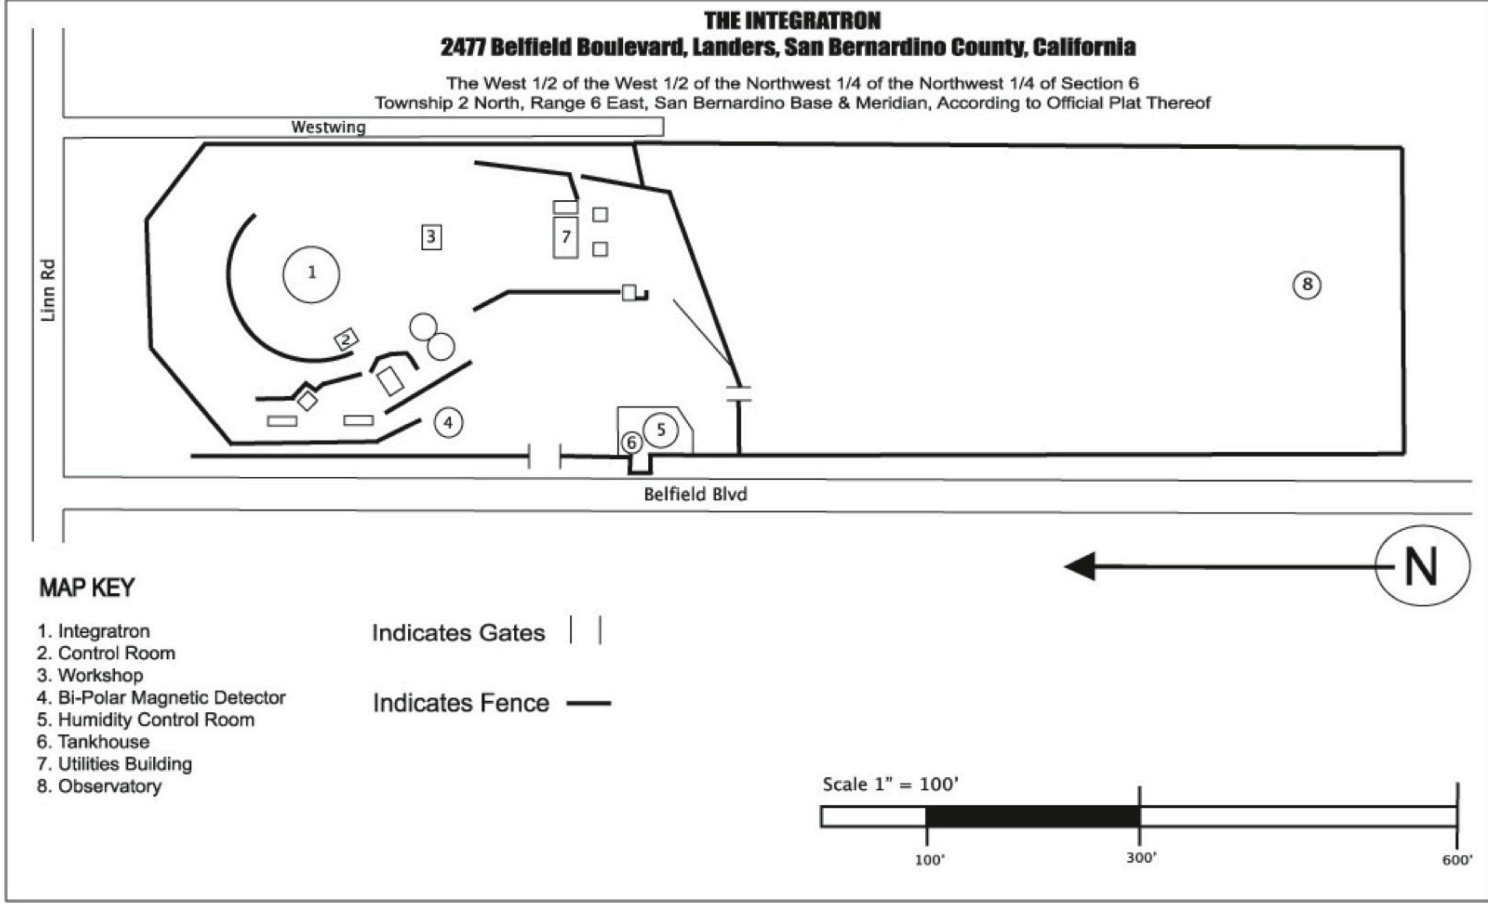 THE INTEGRATRON
2477 Belfield Boulevard, Landers, San Bernardino County, California
The West 1/2 of the West 1/2 of the Northwest 1/4 of the Northwest 1/4 of Section 6
Township 2 North, Range 6 East, San Bernardino Base & Meridian, According to Official Plat Thereof
Westwing
Linn Rd
1
2
3
7
8
4
6
5
Belfield Blvd
N
MAP KEY
1. Integratron
2. Control Room
3. Workshop
4. Bi-Polar Magnetic Detector
5. Humidity Control Room
6. Tankhouse
7. Utilities Building
8. Observatory
Indicates Gates
Indicates Fence
Scale 1” = 100’
100’
300’
600’